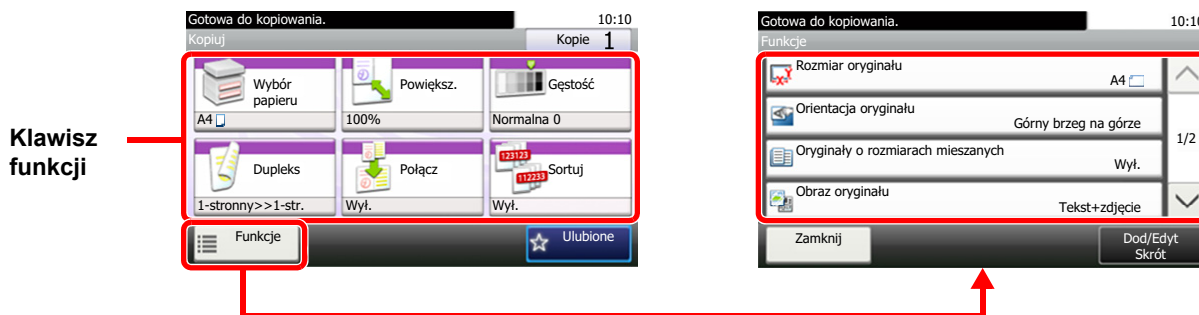 Klawisz
funkcji
Gotowa do kopiowania.
10:10
Kopiuj
Kopie 1
Wybór
papieru
A4
Powiększ.
100%
Gęstość
Normalna 0
Dupleks
1-stronny>>1-str.
Połącz
Wył.
123123
112233
Sortuj
Wył.
Funkcje
Ulubione
Gotowa do kopiowania.
10:10
Funkcje
Rozmiar oryginału
A4
Orientacja oryginału
Górny brzeg na górze
Oryginały o rozmiarach mieszanych
Wył.
Obraz oryginału
Tekst+zdjęcie
1/2
Zamknij
Dod/Edyt
Skrót